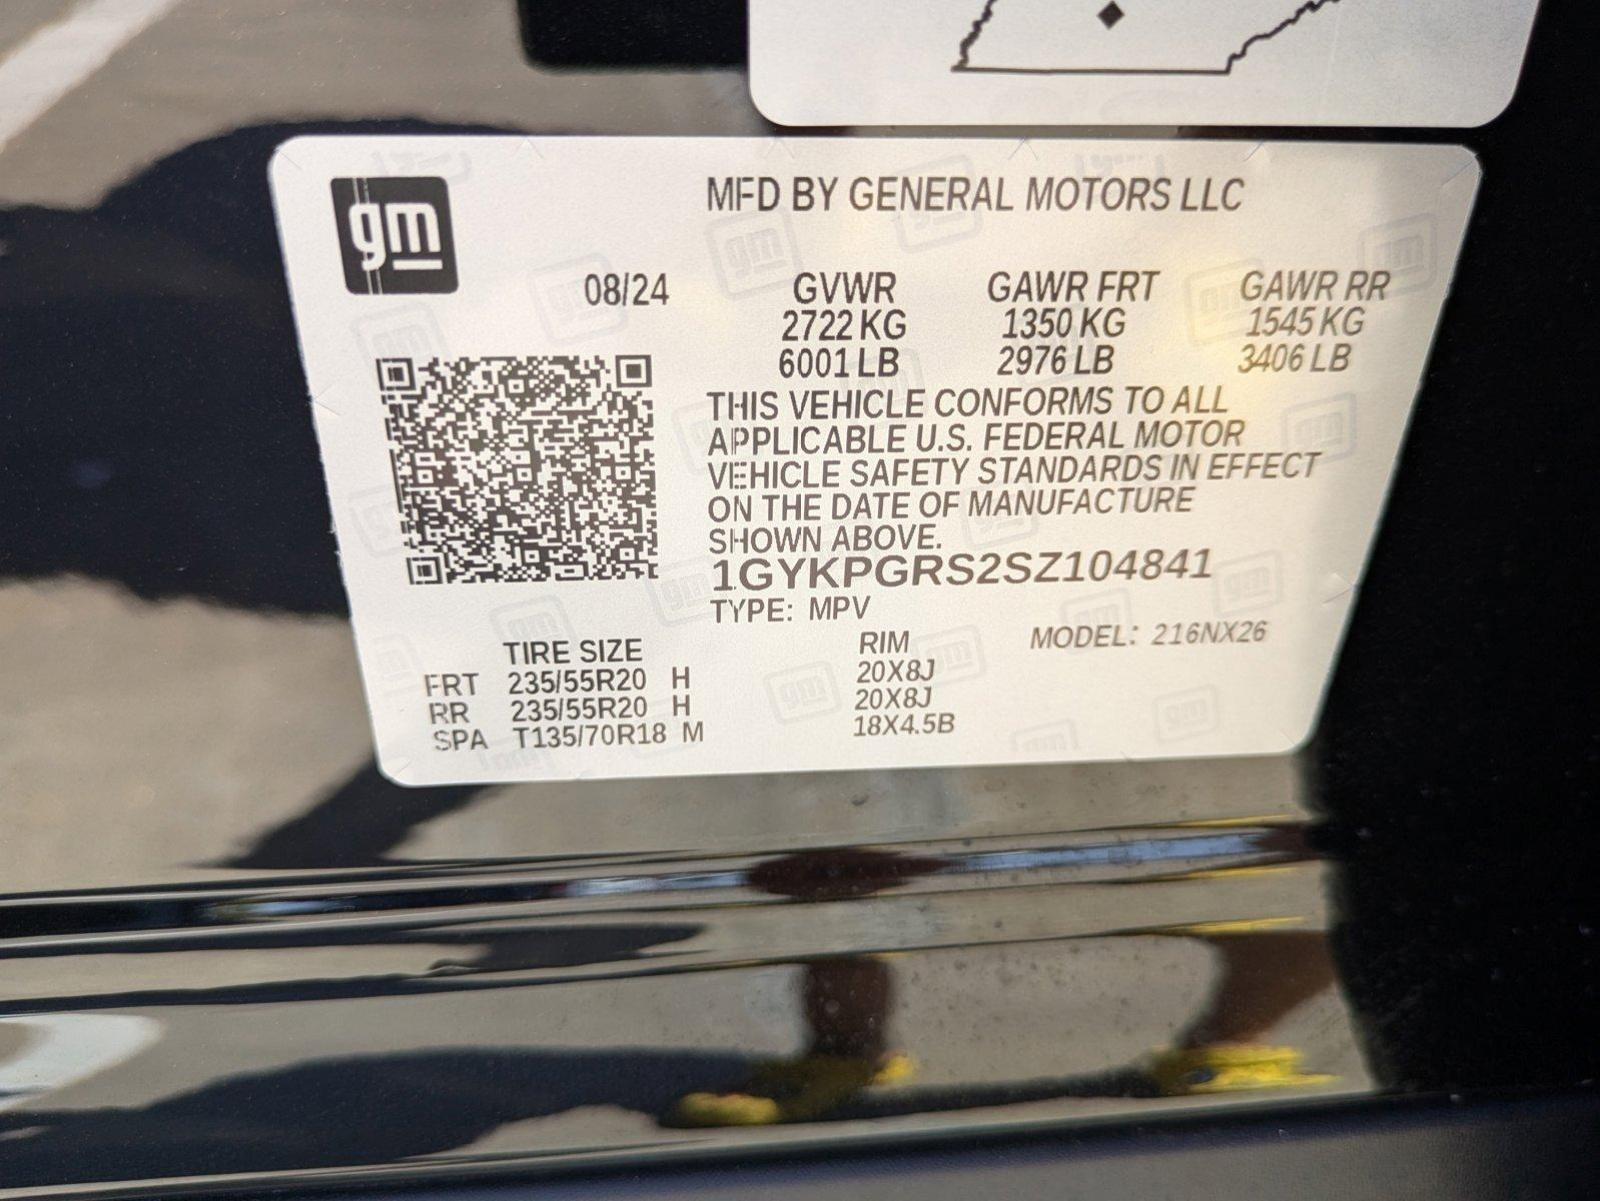 gm
MFD BY GENERAL MOTORS LLC
08/24 GVWR GAWR FRT GAWR RR
2722 KG 1350 KG 1545 KG
6001 LB 2976 LB 3406 LB
THIS VEHICLE CONFORMS TO ALL
APPLICABLE U.S. FEDERAL MOTOR
VEHICLE SAFETY STANDARDS IN EFFECT
ON THE DATE OF MANUFACTURE
SHOWN ABOVE.
1GYKPGRS2SZ104841
TYPE: MPV
MODEL: 216NX26
TIRE SIZE RIM
FRT 235/55R20 H 20X8J
RR 235/55R20 H 20X8J
SPA T135/70R18 M 18X4.5B